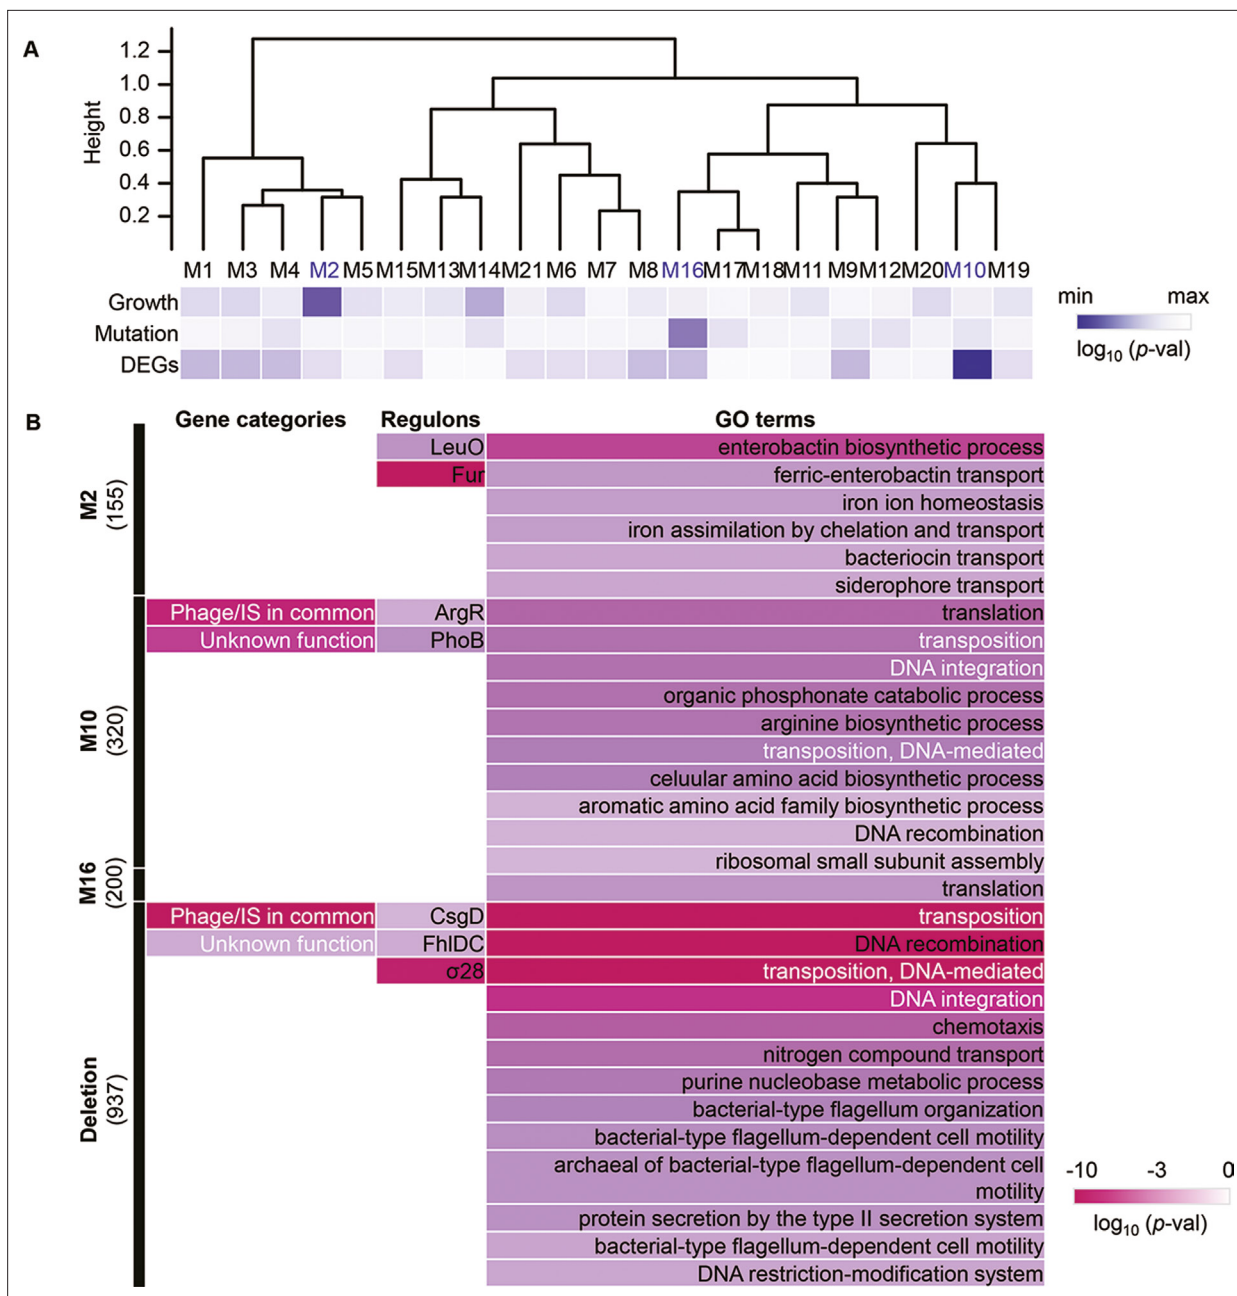 A
1.2
1.0
0.8
0.6
0.4
0.2
Height
M1 M3 M4 M2 M5 M15 M13 M14 M21 M6 M7 M8 M16 M17 M18 M11 M9 M12 M20 M10 M19
Growth
Mutation
DEGs
min max
log10 (p-val)
B
Gene categories Regulons GO terms
M2
(155)
LeuO enterobactin biosynthetic process
Fur ferric-enterobactin transport
iron ion homeostasis
iron assimilation by chelation and transport
bacteriocin transport
siderophore transport
M10
(320)
Phage/IS in common ArgR translation
Unknown function PhoB transposition
DNA integration
organic phosphonate catabolic process
arginine biosynthetic process
transposition, DNA-mediated
celuular amino acid biosynthetic process
aromatic amino acid family biosynthetic process
DNA recombination
ribosomal small subunit assembly
M16
(200)
translation
Deletion
(937)
Phage/IS in common CsgD transposition
Unknown function FhlDC DNA recombination
σ28 transposition, DNA-mediated
DNA integration
chemotaxis
nitrogen compound transport
purine nucleobase metabolic process
bacterial-type flagellum organization
bacterial-type flagellum-dependent cell motility
archaeal of bacterial-type flagellum-dependent cell
motility
protein secretion by the type II secretion system
bacterial-type flagellum-dependent cell motility
DNA restriction-modification system
-10 -3 0
log10 (p-val)